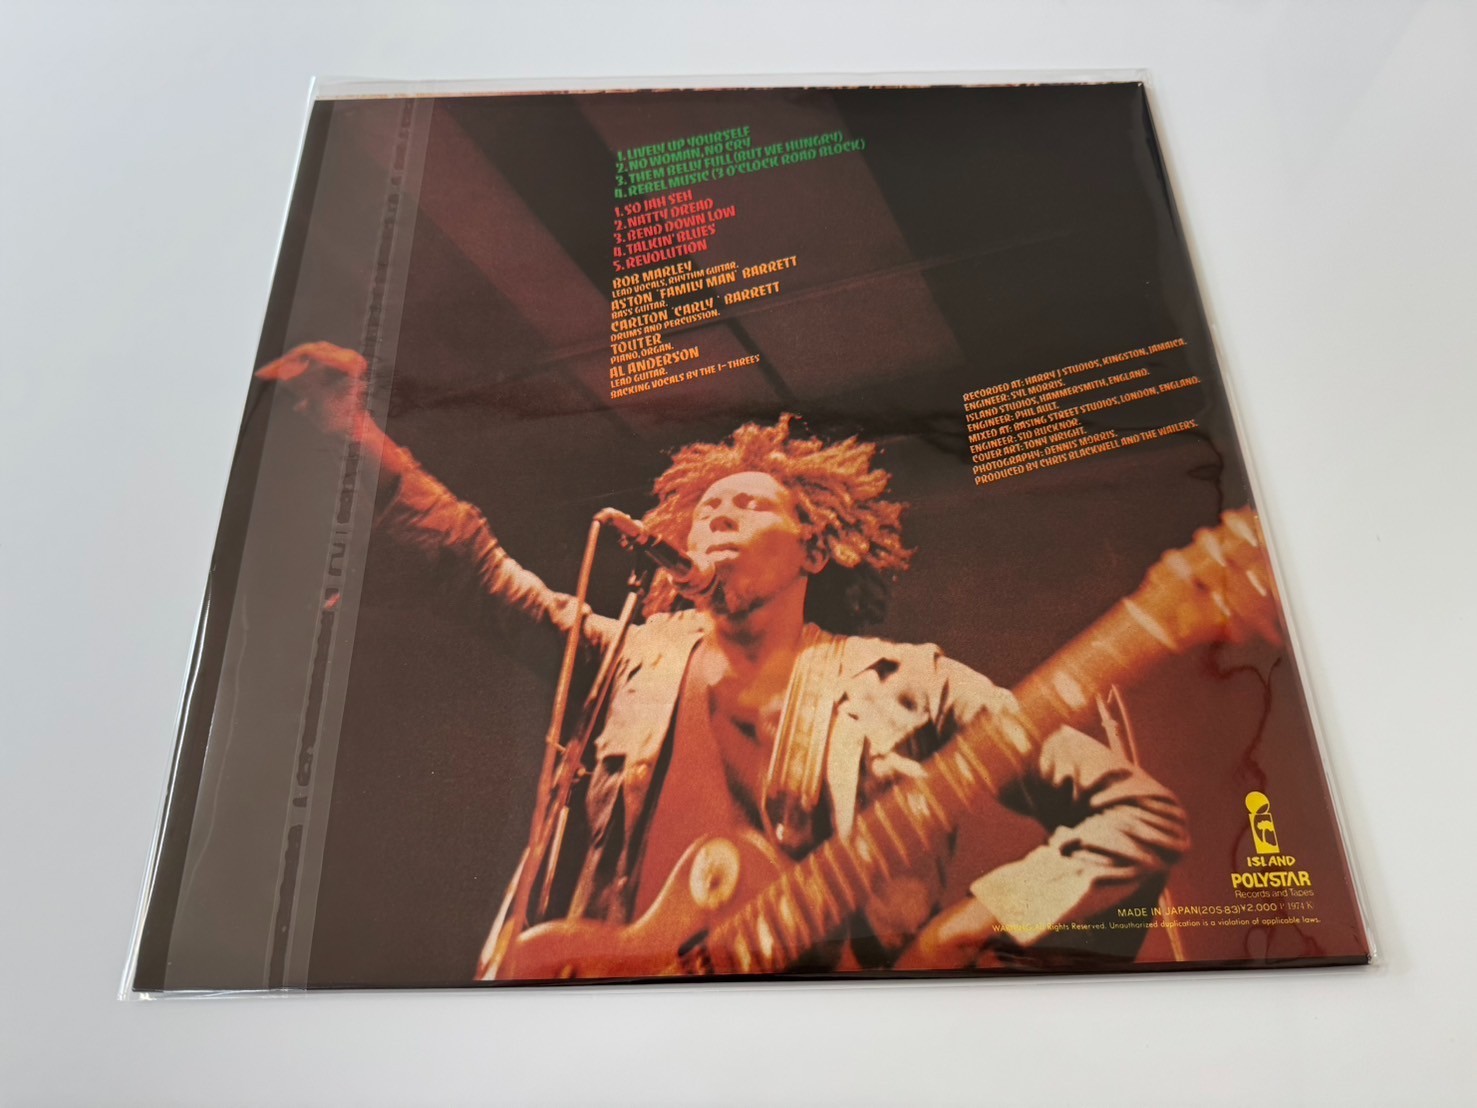 1. LIVELY UP YOURSELF
2. NO WOMAN, NO CRY
3. THEM BELLY FULL (BUT WE HUNGRY)
4. REBEL MUSIC (3 O'CLOCK ROAD BLOCK)
1. SO JAH SEH
2. NATTY DREAD
3. BEND DOWN LOW
4. TALKIN' BLUES
5. REVOLUTION
BOB MARLEY
LEAD VOCALS, RHYTHM GUITAR.
ASTON 'FAMILY MAN' BARRETT
BASS GUITAR.
CARLTON 'CARLY' BARRETT
DRUMS AND PERCUSSION.
TOUTER
PIANO, ORGAN.
AL ANDERSON
LEAD GUITAR.
BACKING VOCALS BY THE I-THREES
RECORDED AT: HARRY J STUDIOS, KINGSTON, JAMAICA.
ENGINEER: SYL MORRIS.
ISLAND STUDIOS, HAMMERSMITH, ENGLAND.
ENGINEER: PHIL AULT.
MIXED AT: BASING STREET STUDIOS, LONDON, ENGLAND.
ENGINEER: SID BUCKNOR.
COVER ART: TONY WRIGHT.
PHOTOGRAPHY: DENNIS MORRIS.
PRODUCED BY CHRIS BLACKWELL AND THE WAILERS.
ISLAND
POLYSTAR
Records and Tapes
MADE IN JAPAN(20S-83)¥2.000 P 1974 K
WARNING: All Rights Reserved. Unauthorized duplication is a violation of applicable laws.